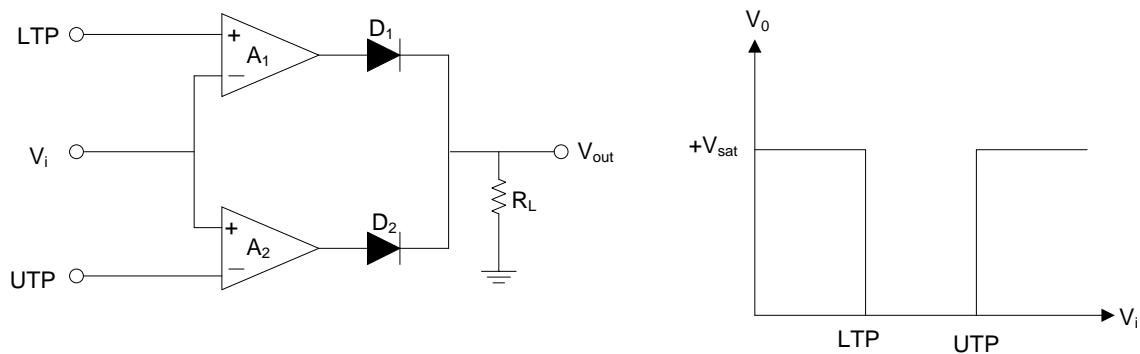 LTP
+
A1
−
D1
Vi
Vout
RL
+
A2
−
D2
UTP
V0
+Vsat
LTP
UTP
Vi